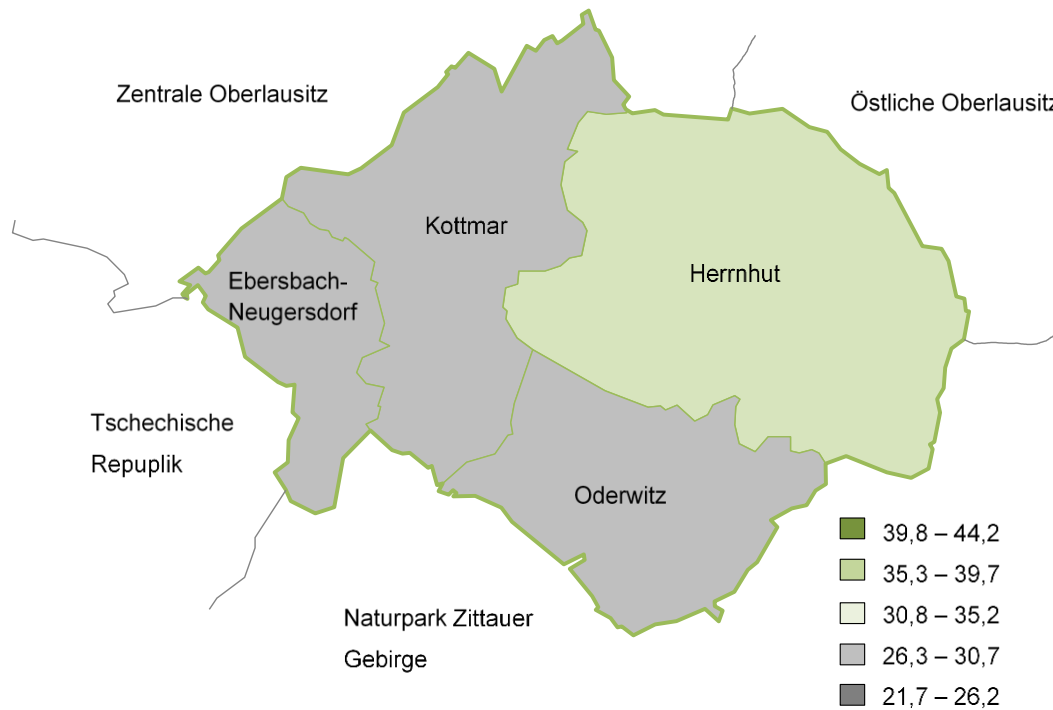 Zentrale Oberlausitz
Östliche Oberlausitz
Kottmar
Herrnhut
Ebersbach-
Neugersdorf
Tschechische
Repuplik
Oderwitz
Naturpark Zittauer
Gebirge
39,8 – 44,2
35,3 – 39,7
30,8 – 35,2
26,3 – 30,7
21,7 – 26,2